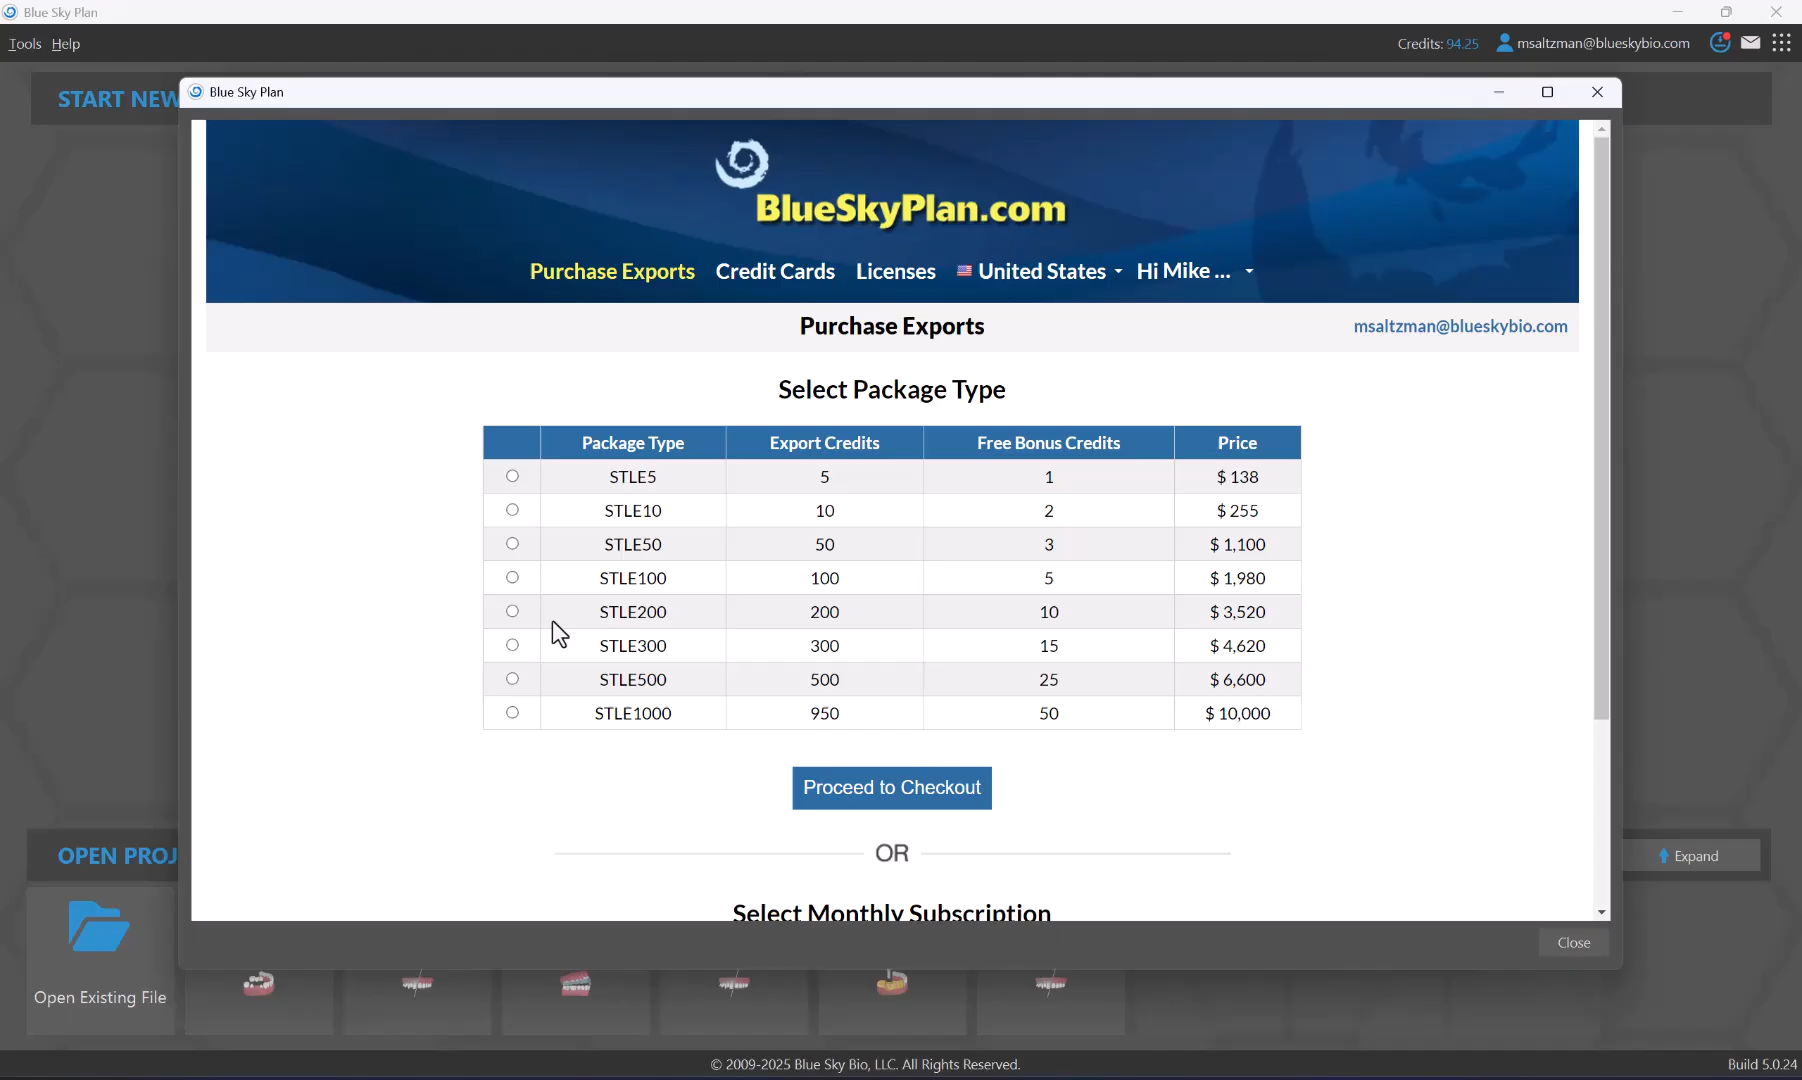 Blue Sky Plan
Tools Help
Credits: 94.25 msaltzman@blueskybio.com
START NEW
Blue Sky Plan
BlueSkyPlan.com
Purchase Exports Credit Cards Licenses United States Hi Mike ...
Purchase Exports
msaltzman@blueskybio.com
Select Package Type
Package Type Export Credits Free Bonus Credits Price
STLE5 5 1 $ 138
STLE10 10 2 $ 255
STLE50 50 3 $ 1,100
STLE100 100 5 $ 1,980
STLE200 200 10 $ 3,520
STLE300 300 15 $ 4,620
STLE500 500 25 $ 6,600
STLE1000 950 50 $ 10,000
Proceed to Checkout
OR
Select Monthly Subscription
OPEN PROJ
Expand
Close
Open Existing File
© 2009-2025 Blue Sky Bio, LLC. All Rights Reserved.
Build 5.0.24